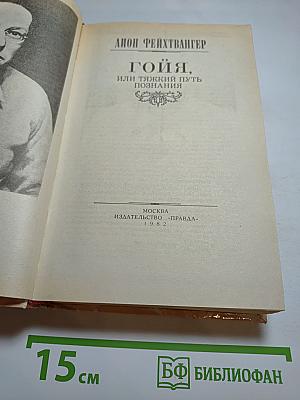 ЛИОН ФЕЙХТВАНГЕР
ГОЙЯ,
ИЛИ ТЯЖКИЙ ПУТЬ
ПОЗНАНИЯ
МОСКВА
ИЗДАТЕЛЬСТВО «ПРАВДА»
1982
15 см
БФ БИБЛИОФАН